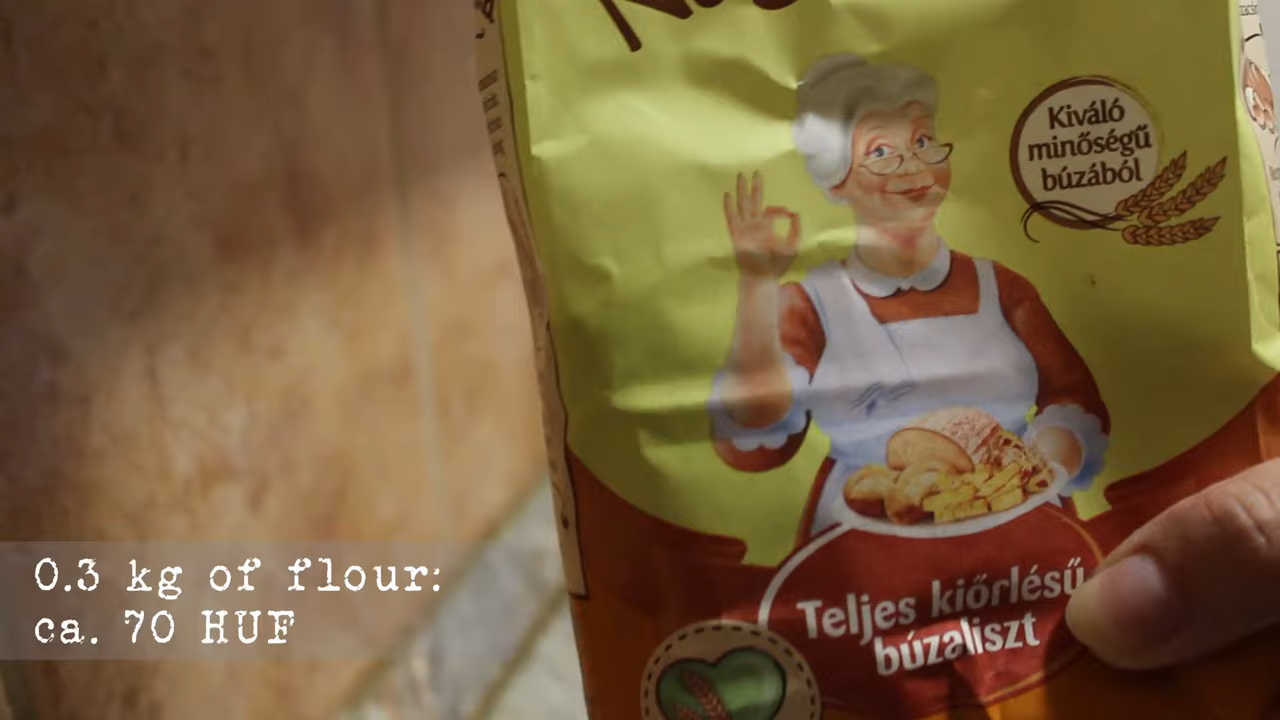 Kiváló
minőségű
búzából
Teljes kiőrlésű
búzaliszt
0.3 kg of flour:
ca. 70 HUF